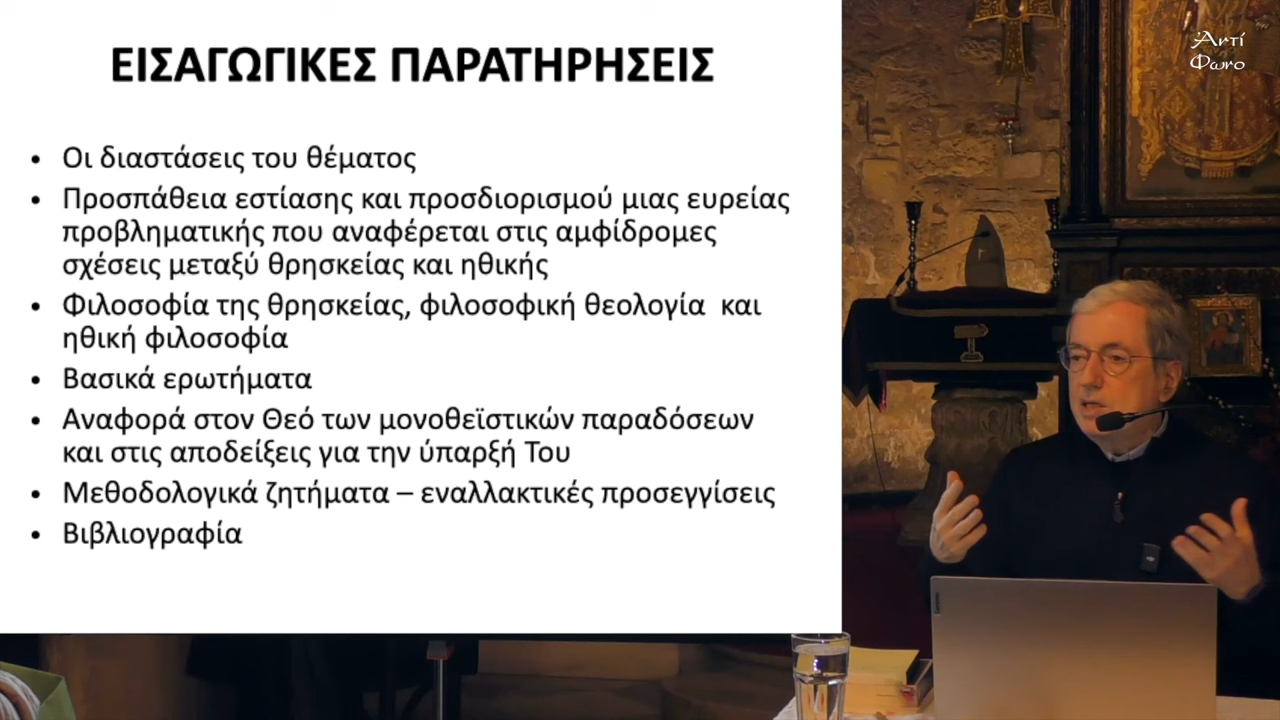 ΕΙΣΑΓΩΓΙΚΕΣ ΠΑΡΑΤΗΡΗΣΕΙΣ
• Οι διαστάσεις του θέματος
• Προσπάθεια εστίασης και προσδιορισμού μιας ευρείας
προβληματικής που αναφέρεται στις αμφίδρομες
σχέσεις μεταξύ θρησκείας και ηθικής
• Φιλοσοφία της θρησκείας, φιλοσοφική θεολογία και
ηθική φιλοσοφία
• Βασικά ερωτήματα
• Αναφορά στον Θεό των μονοθεϊστικών παραδόσεων
και στις αποδείξεις για την ύπαρξή Του
• Μεθοδολογικά ζητήματα – εναλλακτικές προσεγγίσεις
• Βιβλιογραφία
Ἀντί
Φωνο